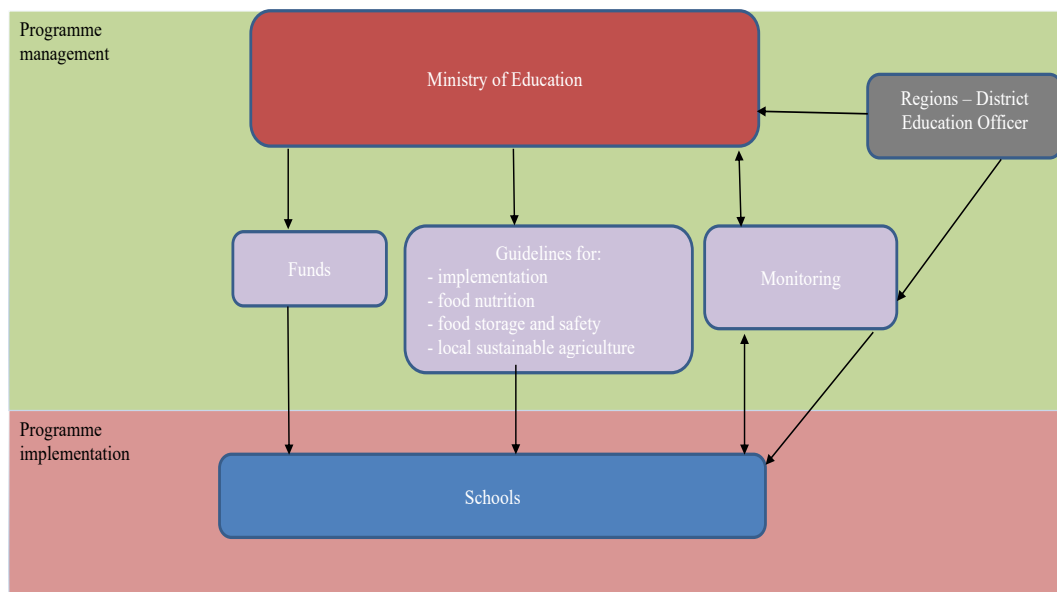 Programme
management
Ministry of Education
Regions – District
Education Officer
Funds
Guidelines for:
- implementation
- food nutrition
- food storage and safety
- local sustainable agriculture
Monitoring
Programme
implementation
Schools